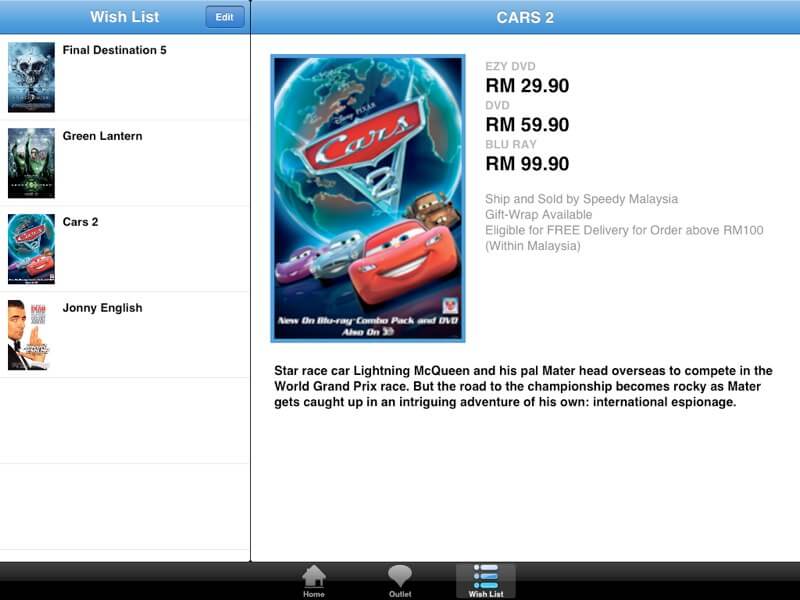 Wish List
Edit
Final Destination 5
Green Lantern
Cars 2
Jonny English
CARS 2
Disney PIXAR
Cars
2
New On Blu-ray Combo Pack and DVD
Also On 3D
EZY DVD
RM 29.90
DVD
RM 59.90
BLU RAY
RM 99.90
Ship and Sold by Speedy Malaysia
Gift-Wrap Available
Eligible for FREE Delivery for Order above RM100
(Within Malaysia)
Star race car Lightning McQueen and his pal Mater head overseas to compete in the
World Grand Prix race. But the road to the championship becomes rocky as Mater
gets caught up in an intriguing adventure of his own: international espionage.
Home
Outlet
Wish List